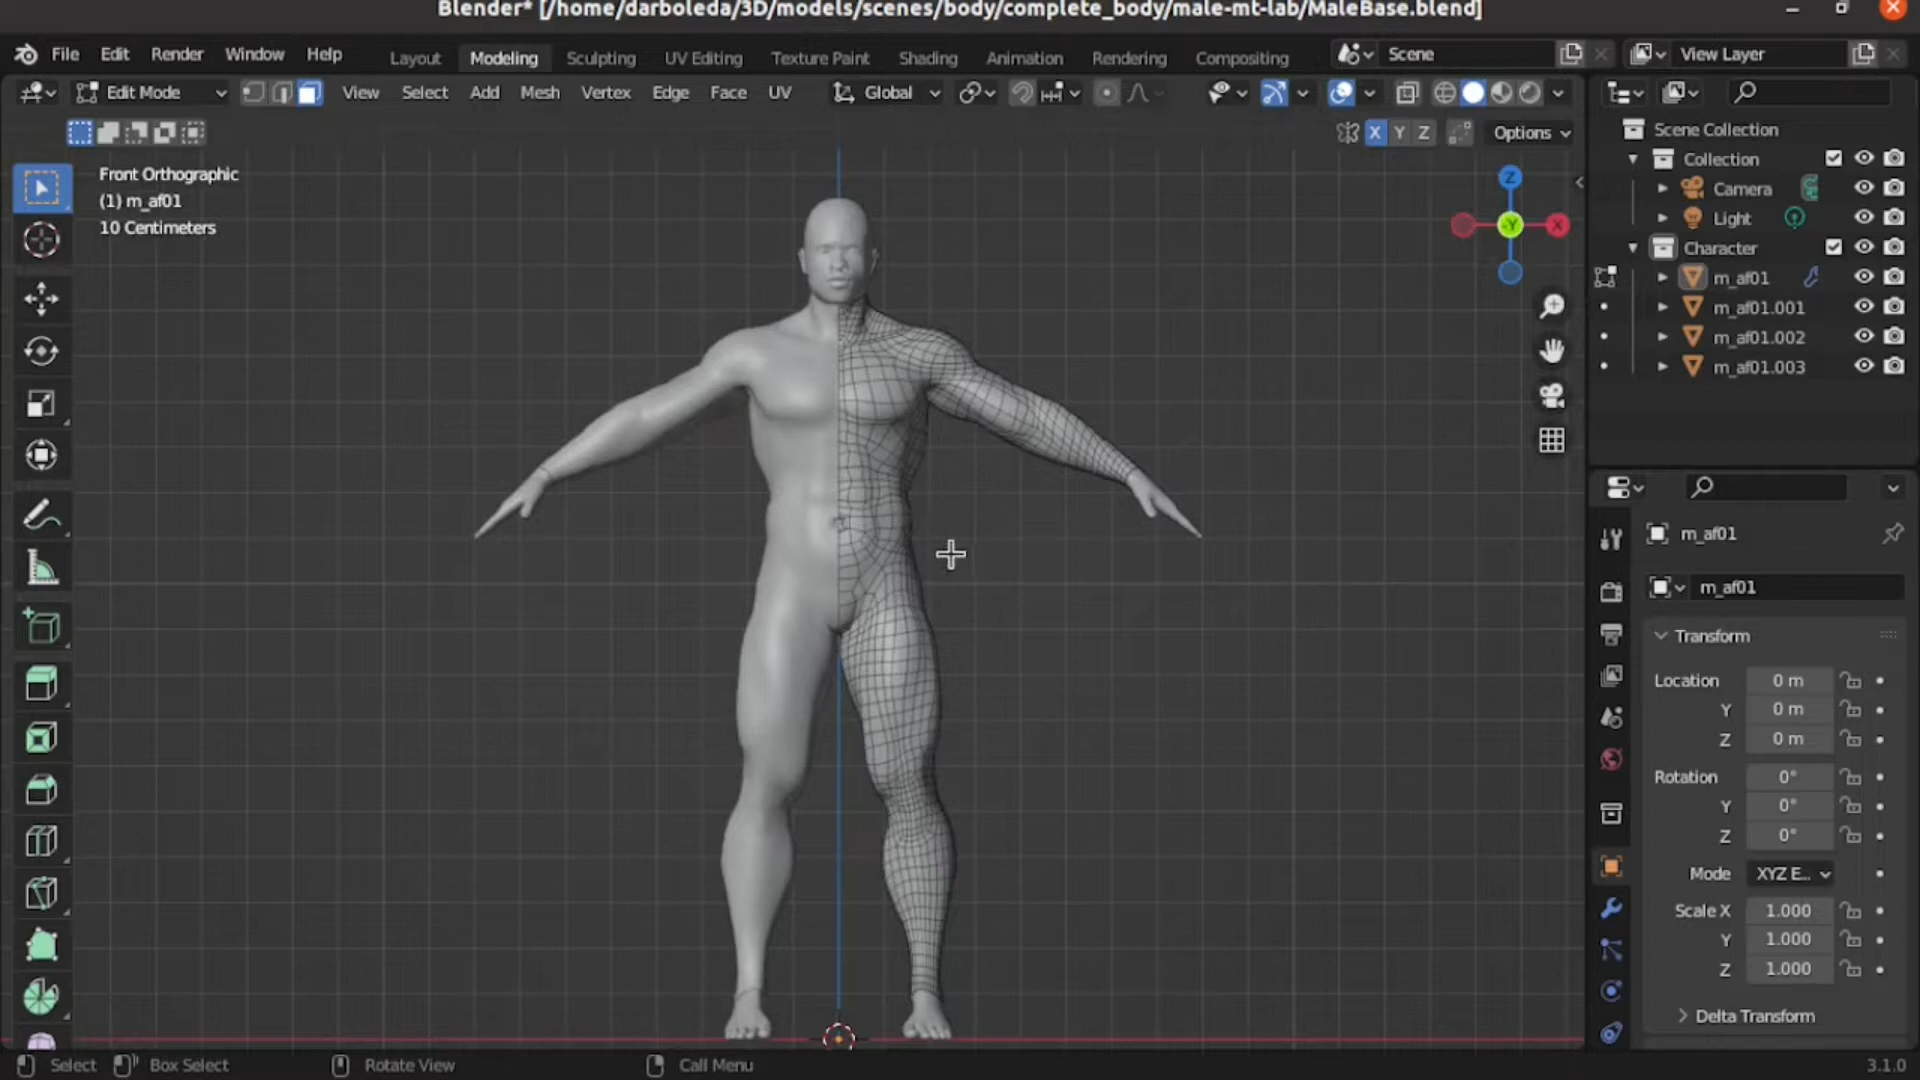 Blender* [/home/darboleda/3D/models/scenes/body/complete_body/male-mt-lab/MaleBase.blend]
File Edit Render Window Help Layout Modeling Sculpting UV Editing Texture Paint Shading Animation Rendering Compositing Scene View Layer
Edit Mode View Select Add Mesh Vertex Edge Face UV Global
X Y Z Options
Front Orthographic
(1) m_af01
10 Centimeters
Z
-Y
X
Scene Collection
Collection
Camera
Light
Character
m_af01
m_af01.001
m_af01.002
m_af01.003
m_af01
m_af01
Transform
Location 0 m
Y 0 m
Z 0 m
Rotation 0°
Y 0°
Z 0°
Mode XYZ E..
Scale X 1.000
Y 1.000
Z 1.000
Delta Transform
Select Box Select Rotate View Call Menu 3.1.0